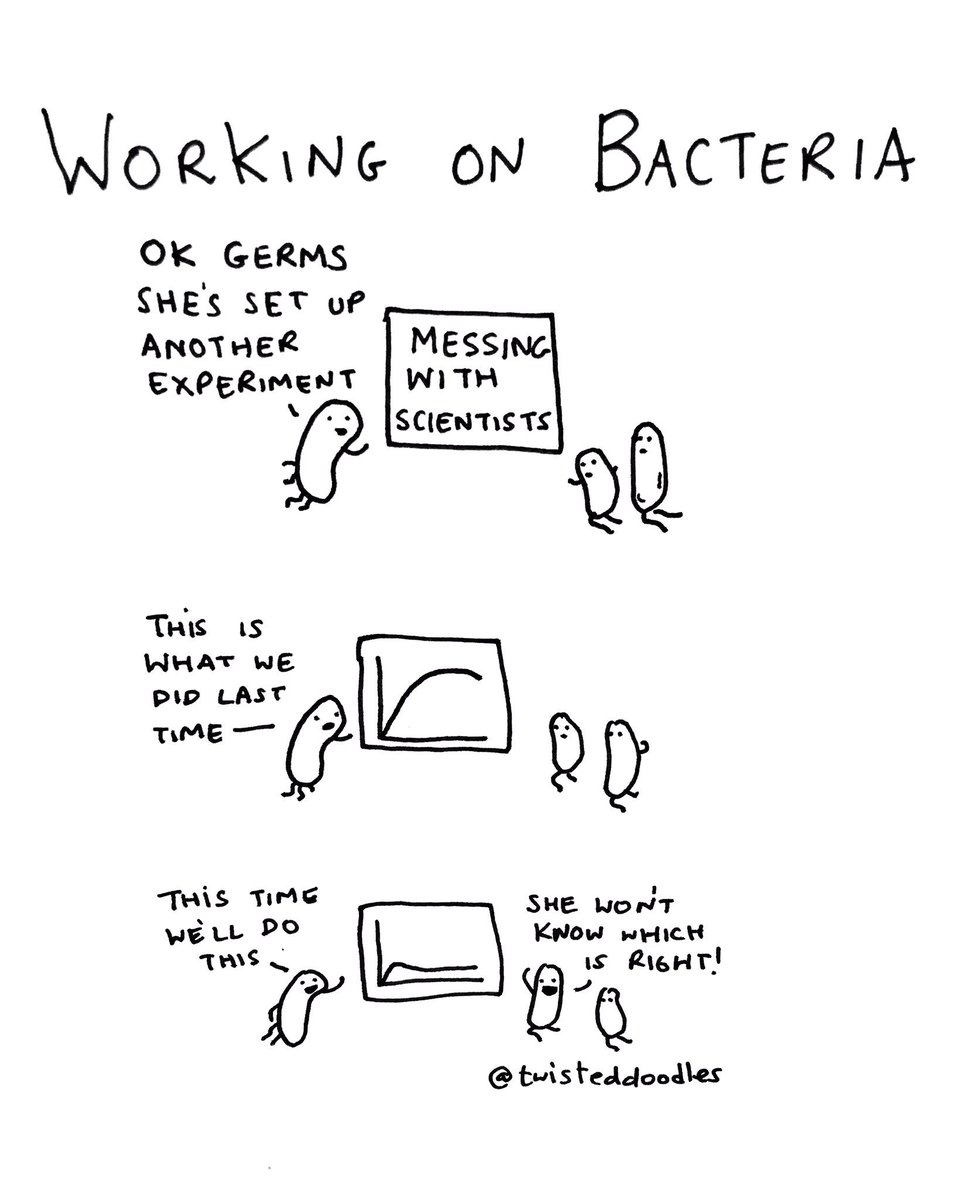 WORKING ON BACTERIA
OK GERMS
SHE'S SET UP
ANOTHER
EXPERIMENT
MESSING
WITH
SCIENTISTS
THIS IS
WHAT WE
DID LAST
TIME
THIS TIME
WE'LL DO
THIS
SHE WON'T
KNOW WHICH
IS RIGHT!
@twisteddoodles